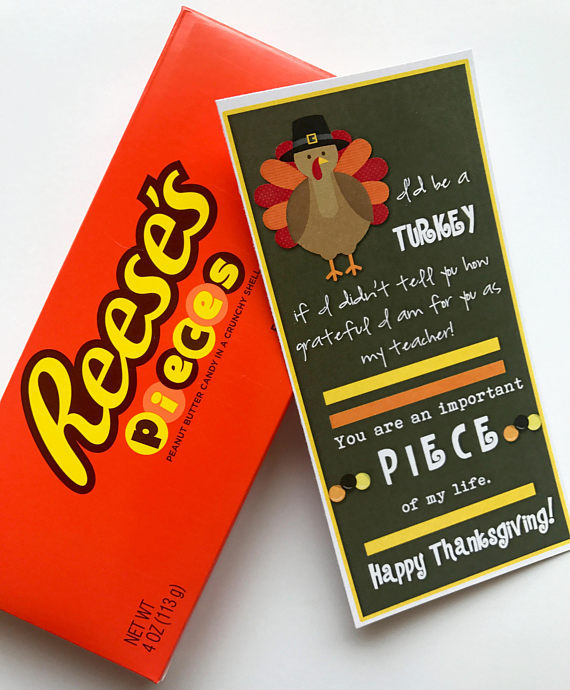 Reese's
pieces
PEANUT BUTTER CANDY IN A CRUNCHY SHELL
NET WT
4 OZ (113 g)
I'd be a
TURKEY
if I didn't tell you how
grateful I am for you as
my teacher!
You are an important
PIECE
of my life.
Happy Thanksgiving!